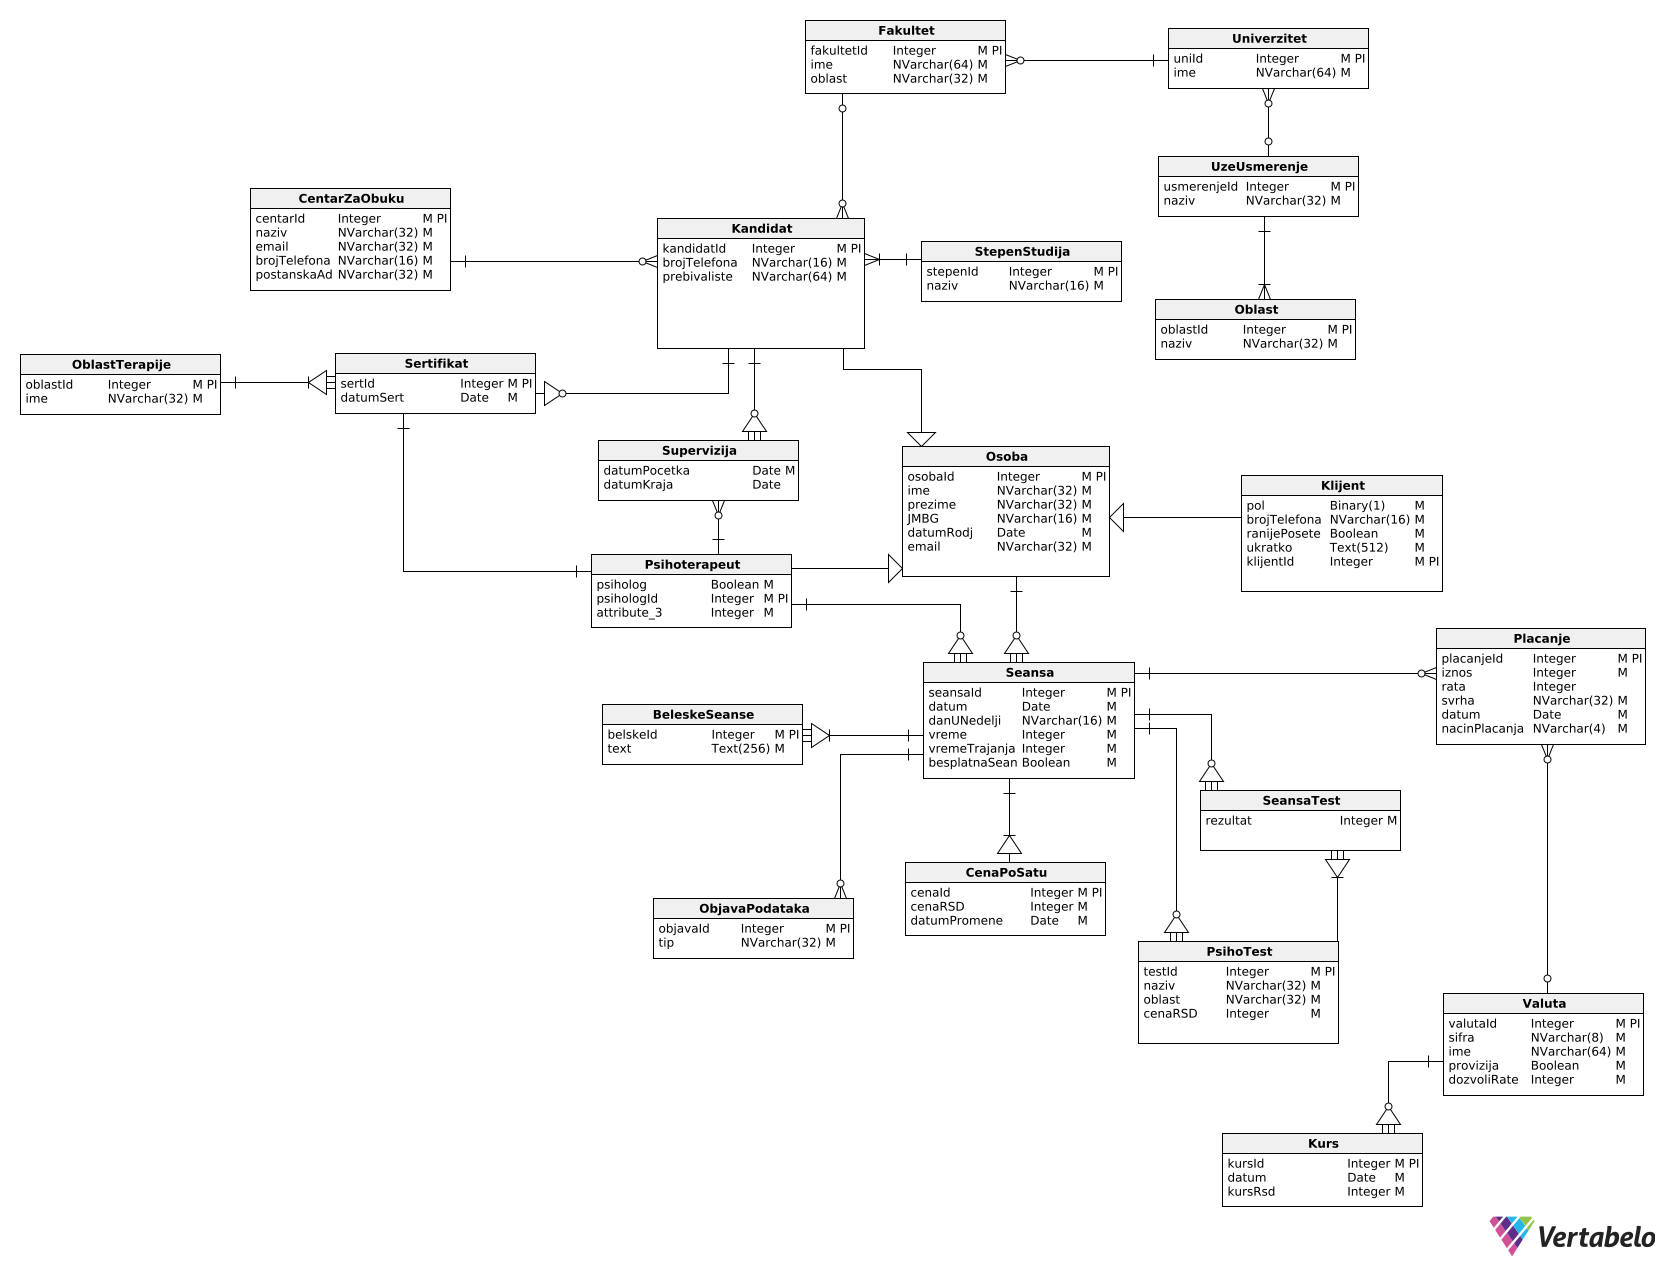 Fakultet
fakultetId Integer M PI
ime NVarchar(64) M
oblast NVarchar(32) M
Univerzitet
uniId Integer M PI
ime NVarchar(64) M
UzeUsmerenje
usmerenjeId Integer M PI
naziv NVarchar(32) M
CentarZaObuku
centarId Integer M PI
naziv NVarchar(32) M
email NVarchar(32) M
brojTelefona NVarchar(16) M
postanskaAd NVarchar(32) M
Kandidat
kandidatId Integer M PI
brojTelefona NVarchar(16) M
prebivaliste NVarchar(64) M
StepenStudija
stepenId Integer M PI
naziv NVarchar(16) M
Oblast
oblastId Integer M PI
naziv NVarchar(32) M
OblastTerapije
oblastId Integer M PI
ime NVarchar(32) M
Sertifikat
sertId Integer M PI
datumSert Date M
Supervizija
datumPocetka Date M
datumKraja Date
Osoba
osobaId Integer M PI
ime NVarchar(32) M
prezime NVarchar(32) M
JMBG NVarchar(16) M
datumRodj Date M
email NVarchar(32) M
Klijent
pol Binary(1) M
brojTelefona NVarchar(16) M
ranijePosete Boolean M
ukratko Text(512) M
klijentId Integer M PI
Psihoterapeut
psiholog Boolean M
psihologId Integer M PI
attribute_3 Integer M
Seansa
seansaId Integer M PI
datum Date M
danUNedelji NVarchar(16) M
vreme Integer M
vremeTrajanja Integer M
besplatnaSean Boolean M
Placanje
placanjeId Integer M PI
iznos Integer M
rata Integer
svrha NVarchar(32) M
datum Date M
nacinPlacanja NVarchar(4) M
BeleskeSeanse
belskeId Integer M PI
text Text(256) M
SeansaTest
rezultat Integer M
CenaPoSatu
cenaId Integer M PI
cenaRSD Integer M
datumPromene Date M
ObjavaPodataka
objavaId Integer M PI
tip NVarchar(32) M
PsihoTest
testId Integer M PI
naziv NVarchar(32) M
oblast NVarchar(32) M
cenaRSD Integer M
Valuta
valutaId Integer M PI
sifra NVarchar(8) M
ime NVarchar(64) M
provizija Boolean M
dozvoliRate Integer M
Kurs
kursId Integer M PI
datum Date M
kursRsd Integer M
Vertabelo